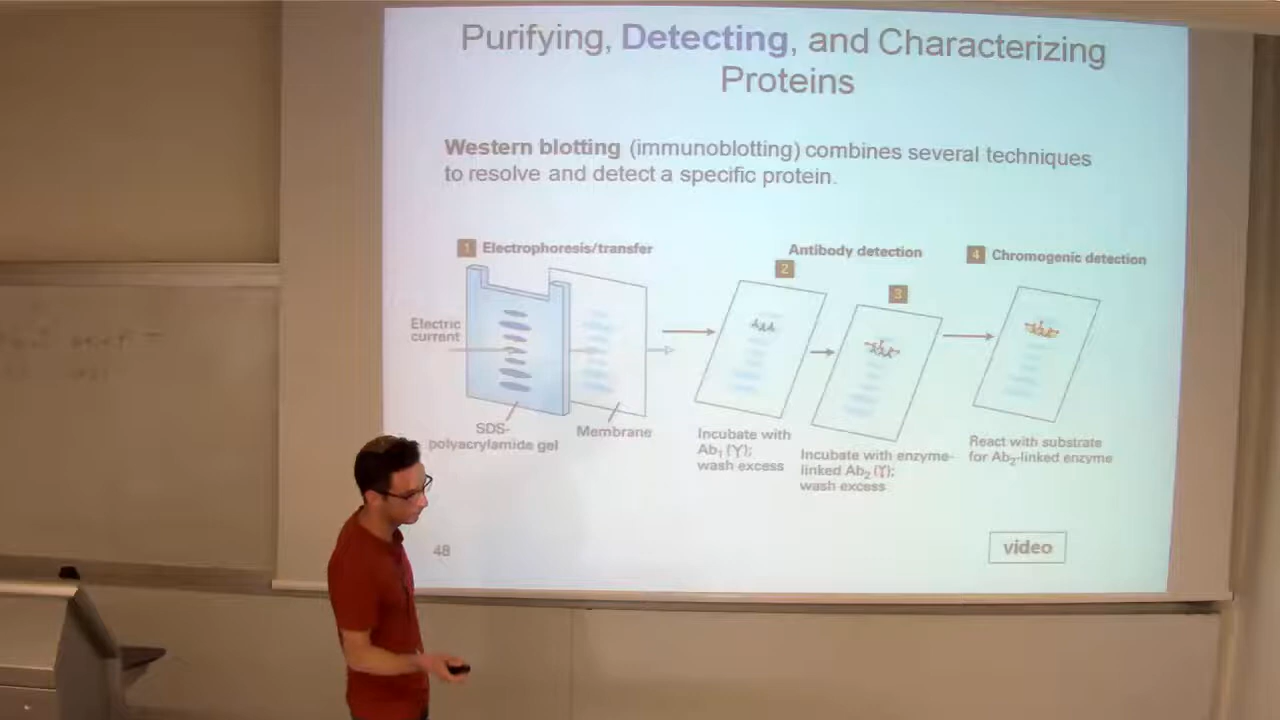 Purifying, Detecting, and Characterizing
Proteins
Western blotting (immunoblotting) combines several techniques
to resolve and detect a specific protein.
1 Electrophoresis/transfer
Electric
current
SDS-
polyacrylamide gel
Membrane
Antibody detection
2
3
4 Chromogenic detection
Incubate with
Ab1 (Y);
wash excess
Incubate with enzyme-
linked Ab2 (Y);
wash excess
React with substrate
for Ab2-linked enzyme
48
video